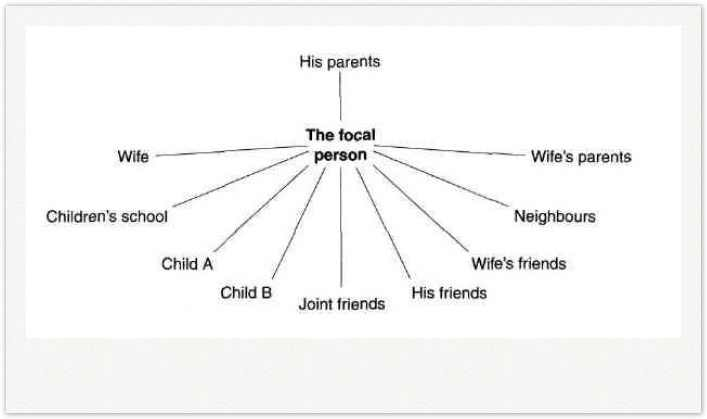 His parents
The focal
person
Wife
Wife's parents
Children's school
Neighbours
Child A
Wife's friends
Child B
His friends
Joint friends